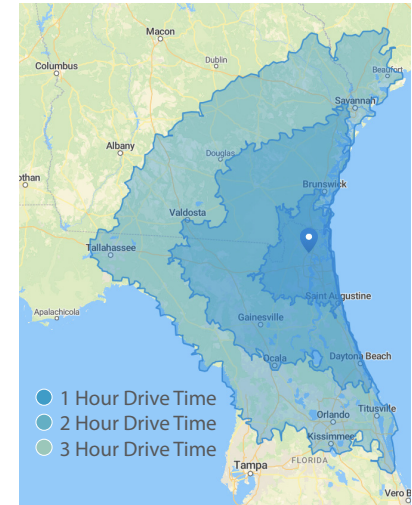 Macon
Columbus
Dublin
Beaufort
Savannah
Albany
Douglas
othan
Brunswick
Valdosta
Tallahassee
Saint Augustine
Apalachicola
Gainesville
Ocala
Daytona Beach
1 Hour Drive Time
2 Hour Drive Time
3 Hour Drive Time
Orlando
Titusville
Kissimmee
Tampa
FLORIDA
Vero B